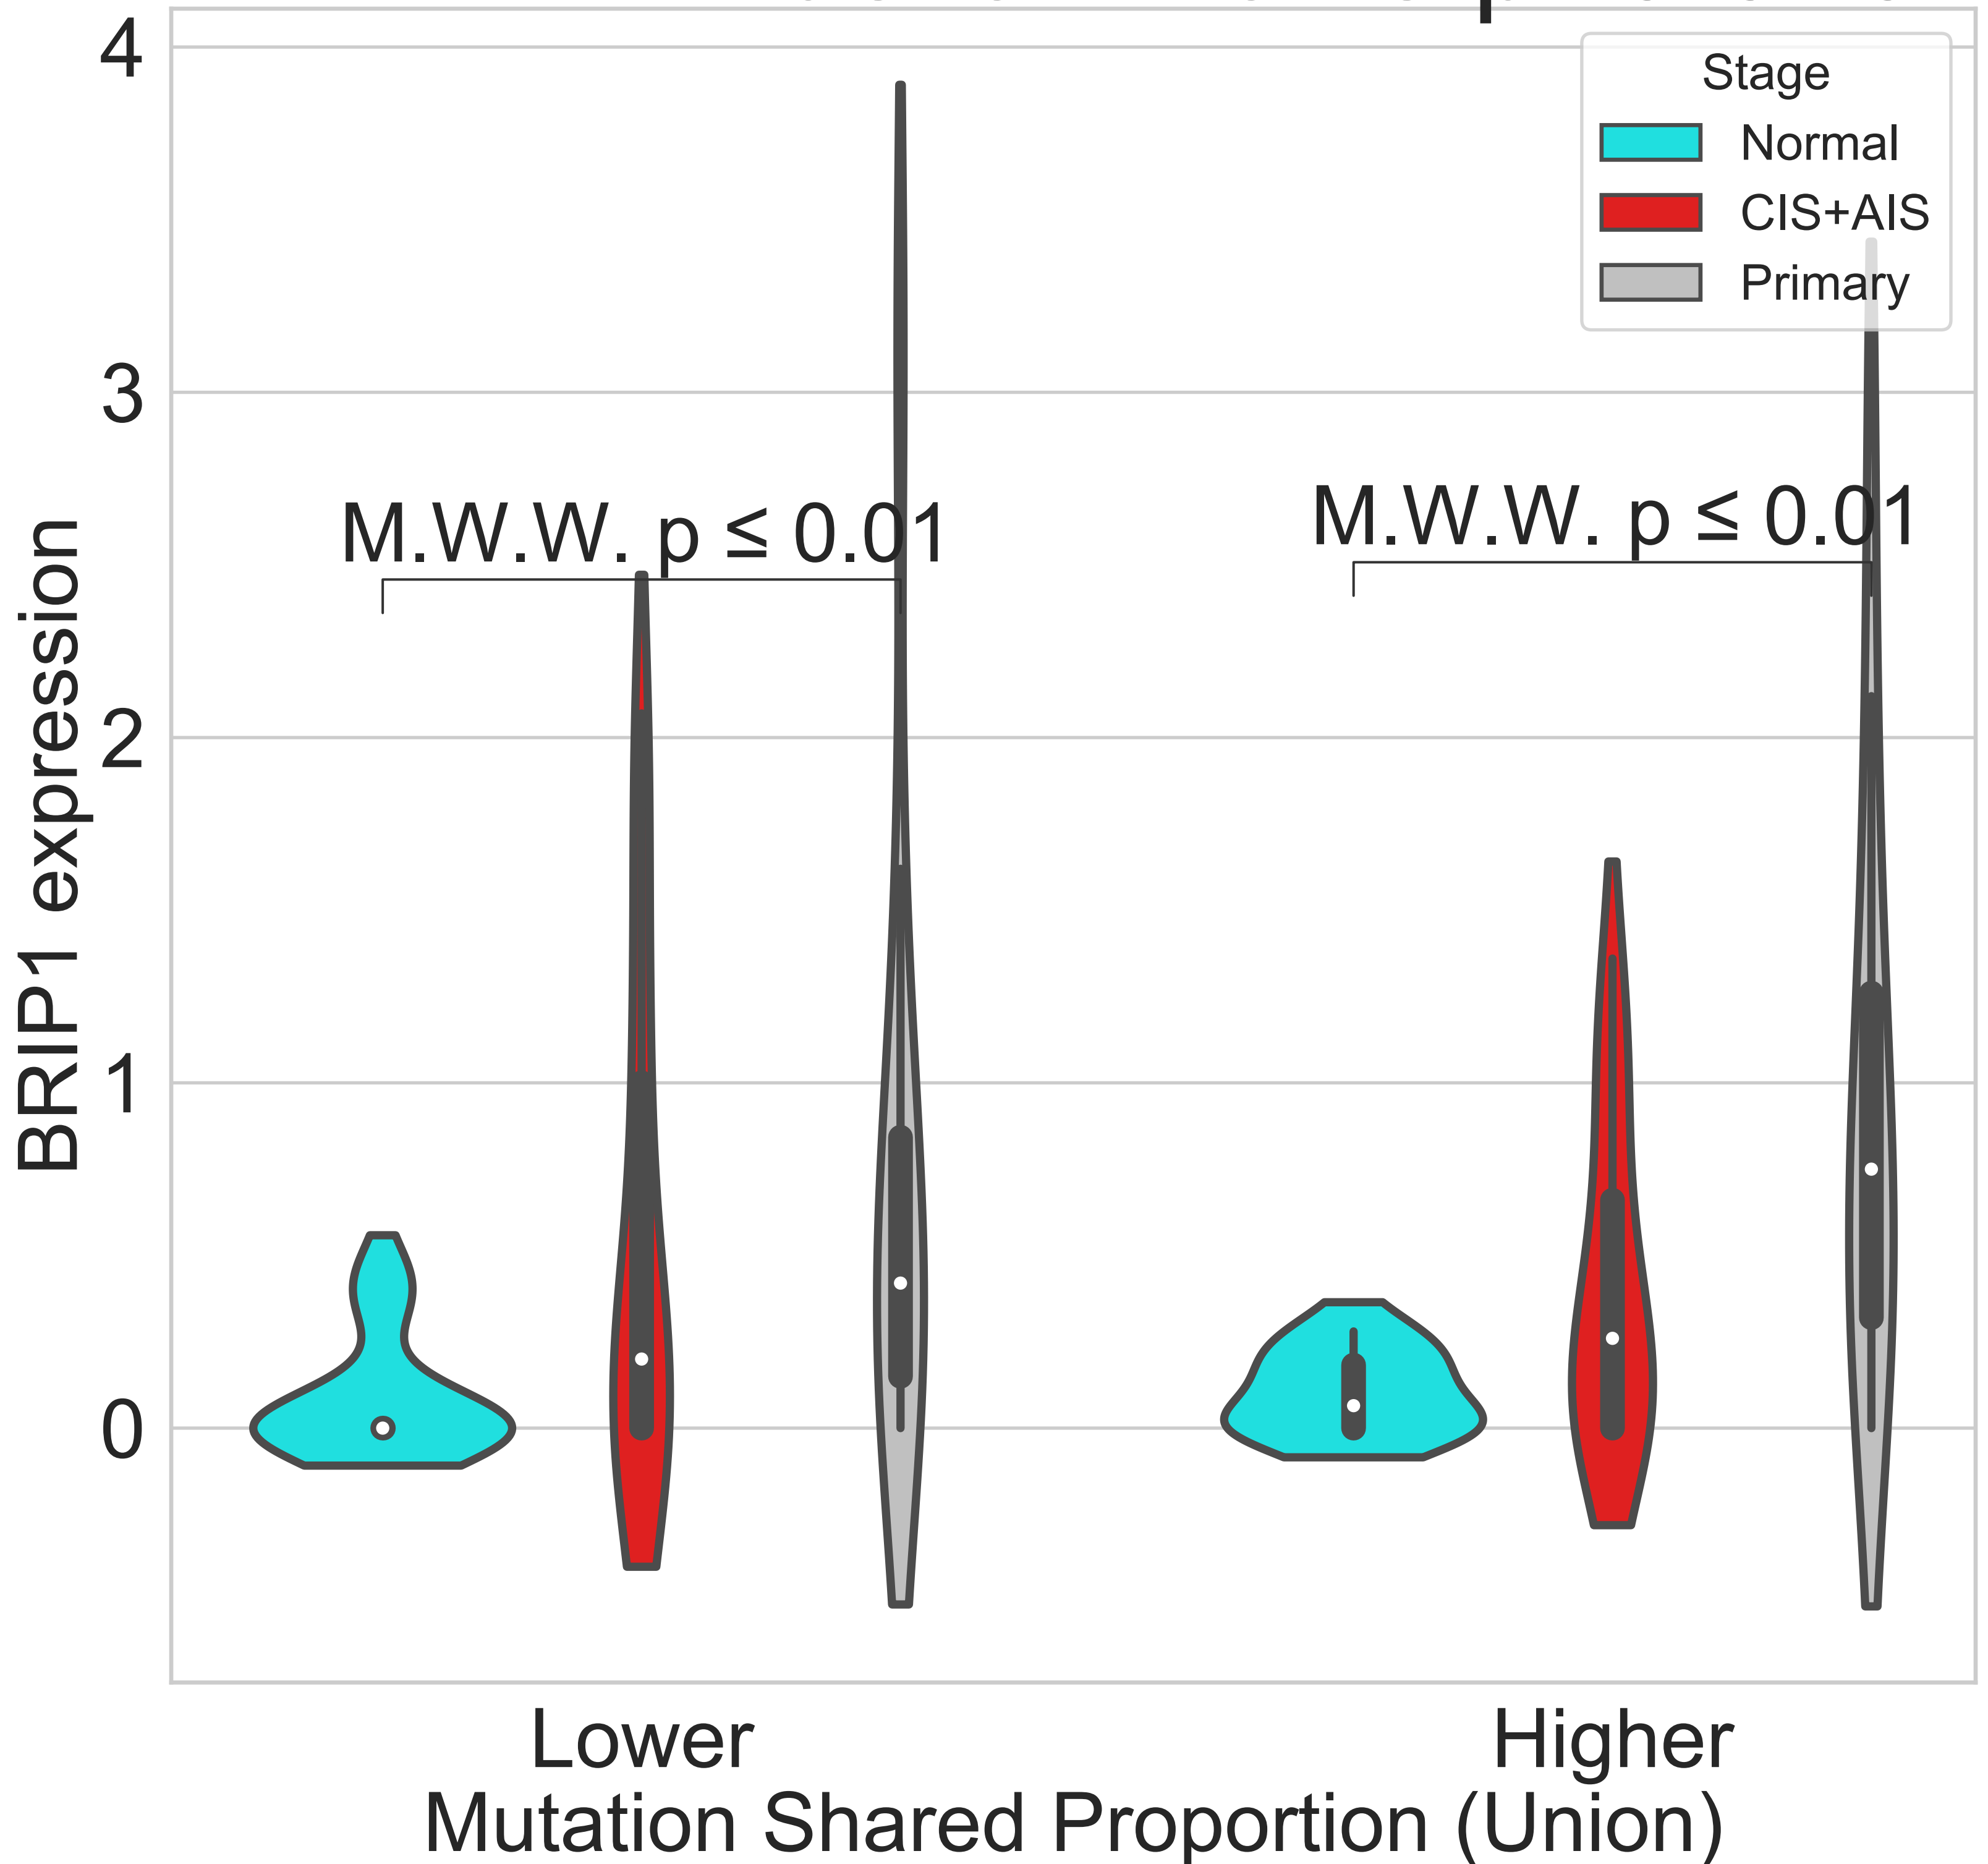 4
3
2
1
0
BRIP1 expression
Stage
Normal
CIS+AIS
Primary
M.W.W. p ≤ 0.01
M.W.W. p ≤ 0.01
Lower
Higher
Mutation Shared Proportion (Union)